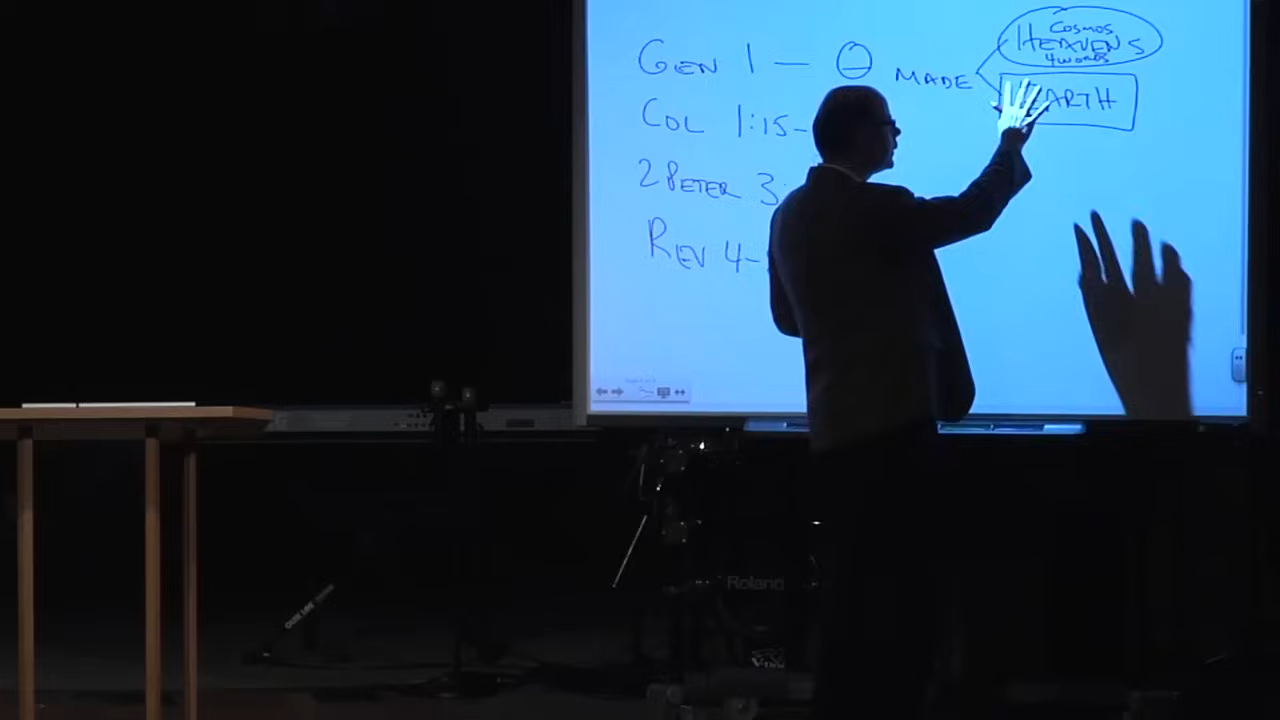 Gen 1 — Θ MADE
COSMOS
HEAVENS
4 WORDS
EARTH
COL 1:15-
2 PETER 3:
REV 4-
Roland